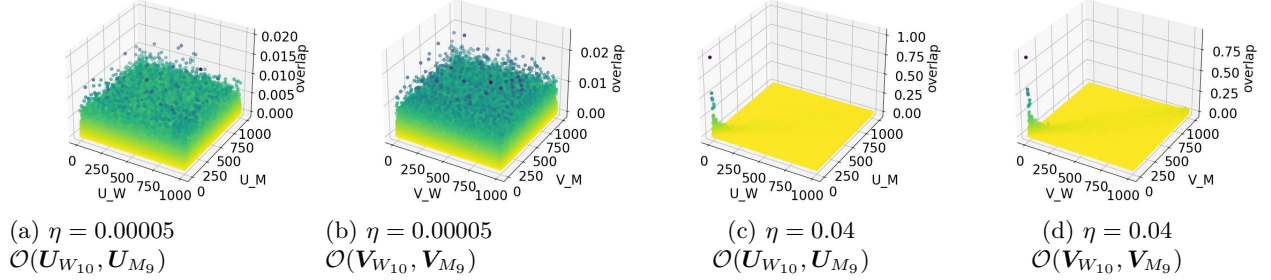 0.020
0.015
0.010
0.005
0.000
overlap
0
250
500
750
1000
U_W
0
250
500
750
1000
U_M
0.02
0.01
0.00
overlap
0
250
500
750
1000
V_W
0
250
500
750
1000
V_M
1.00
0.75
0.50
0.25
0.00
overlap
0
250
500
750
1000
U_W
0
250
500
750
1000
U_M
0.75
0.50
0.25
0.00
overlap
0
250
500
750
1000
V_W
0
250
500
750
1000
V_M
(a) η = 0.00005
𝒪(U_{W_{10}}, U_{M_9})
(b) η = 0.00005
𝒪(V_{W_{10}}, V_{M_9})
(c) η = 0.04
𝒪(U_{W_{10}}, U_{M_9})
(d) η = 0.04
𝒪(V_{W_{10}}, V_{M_9})